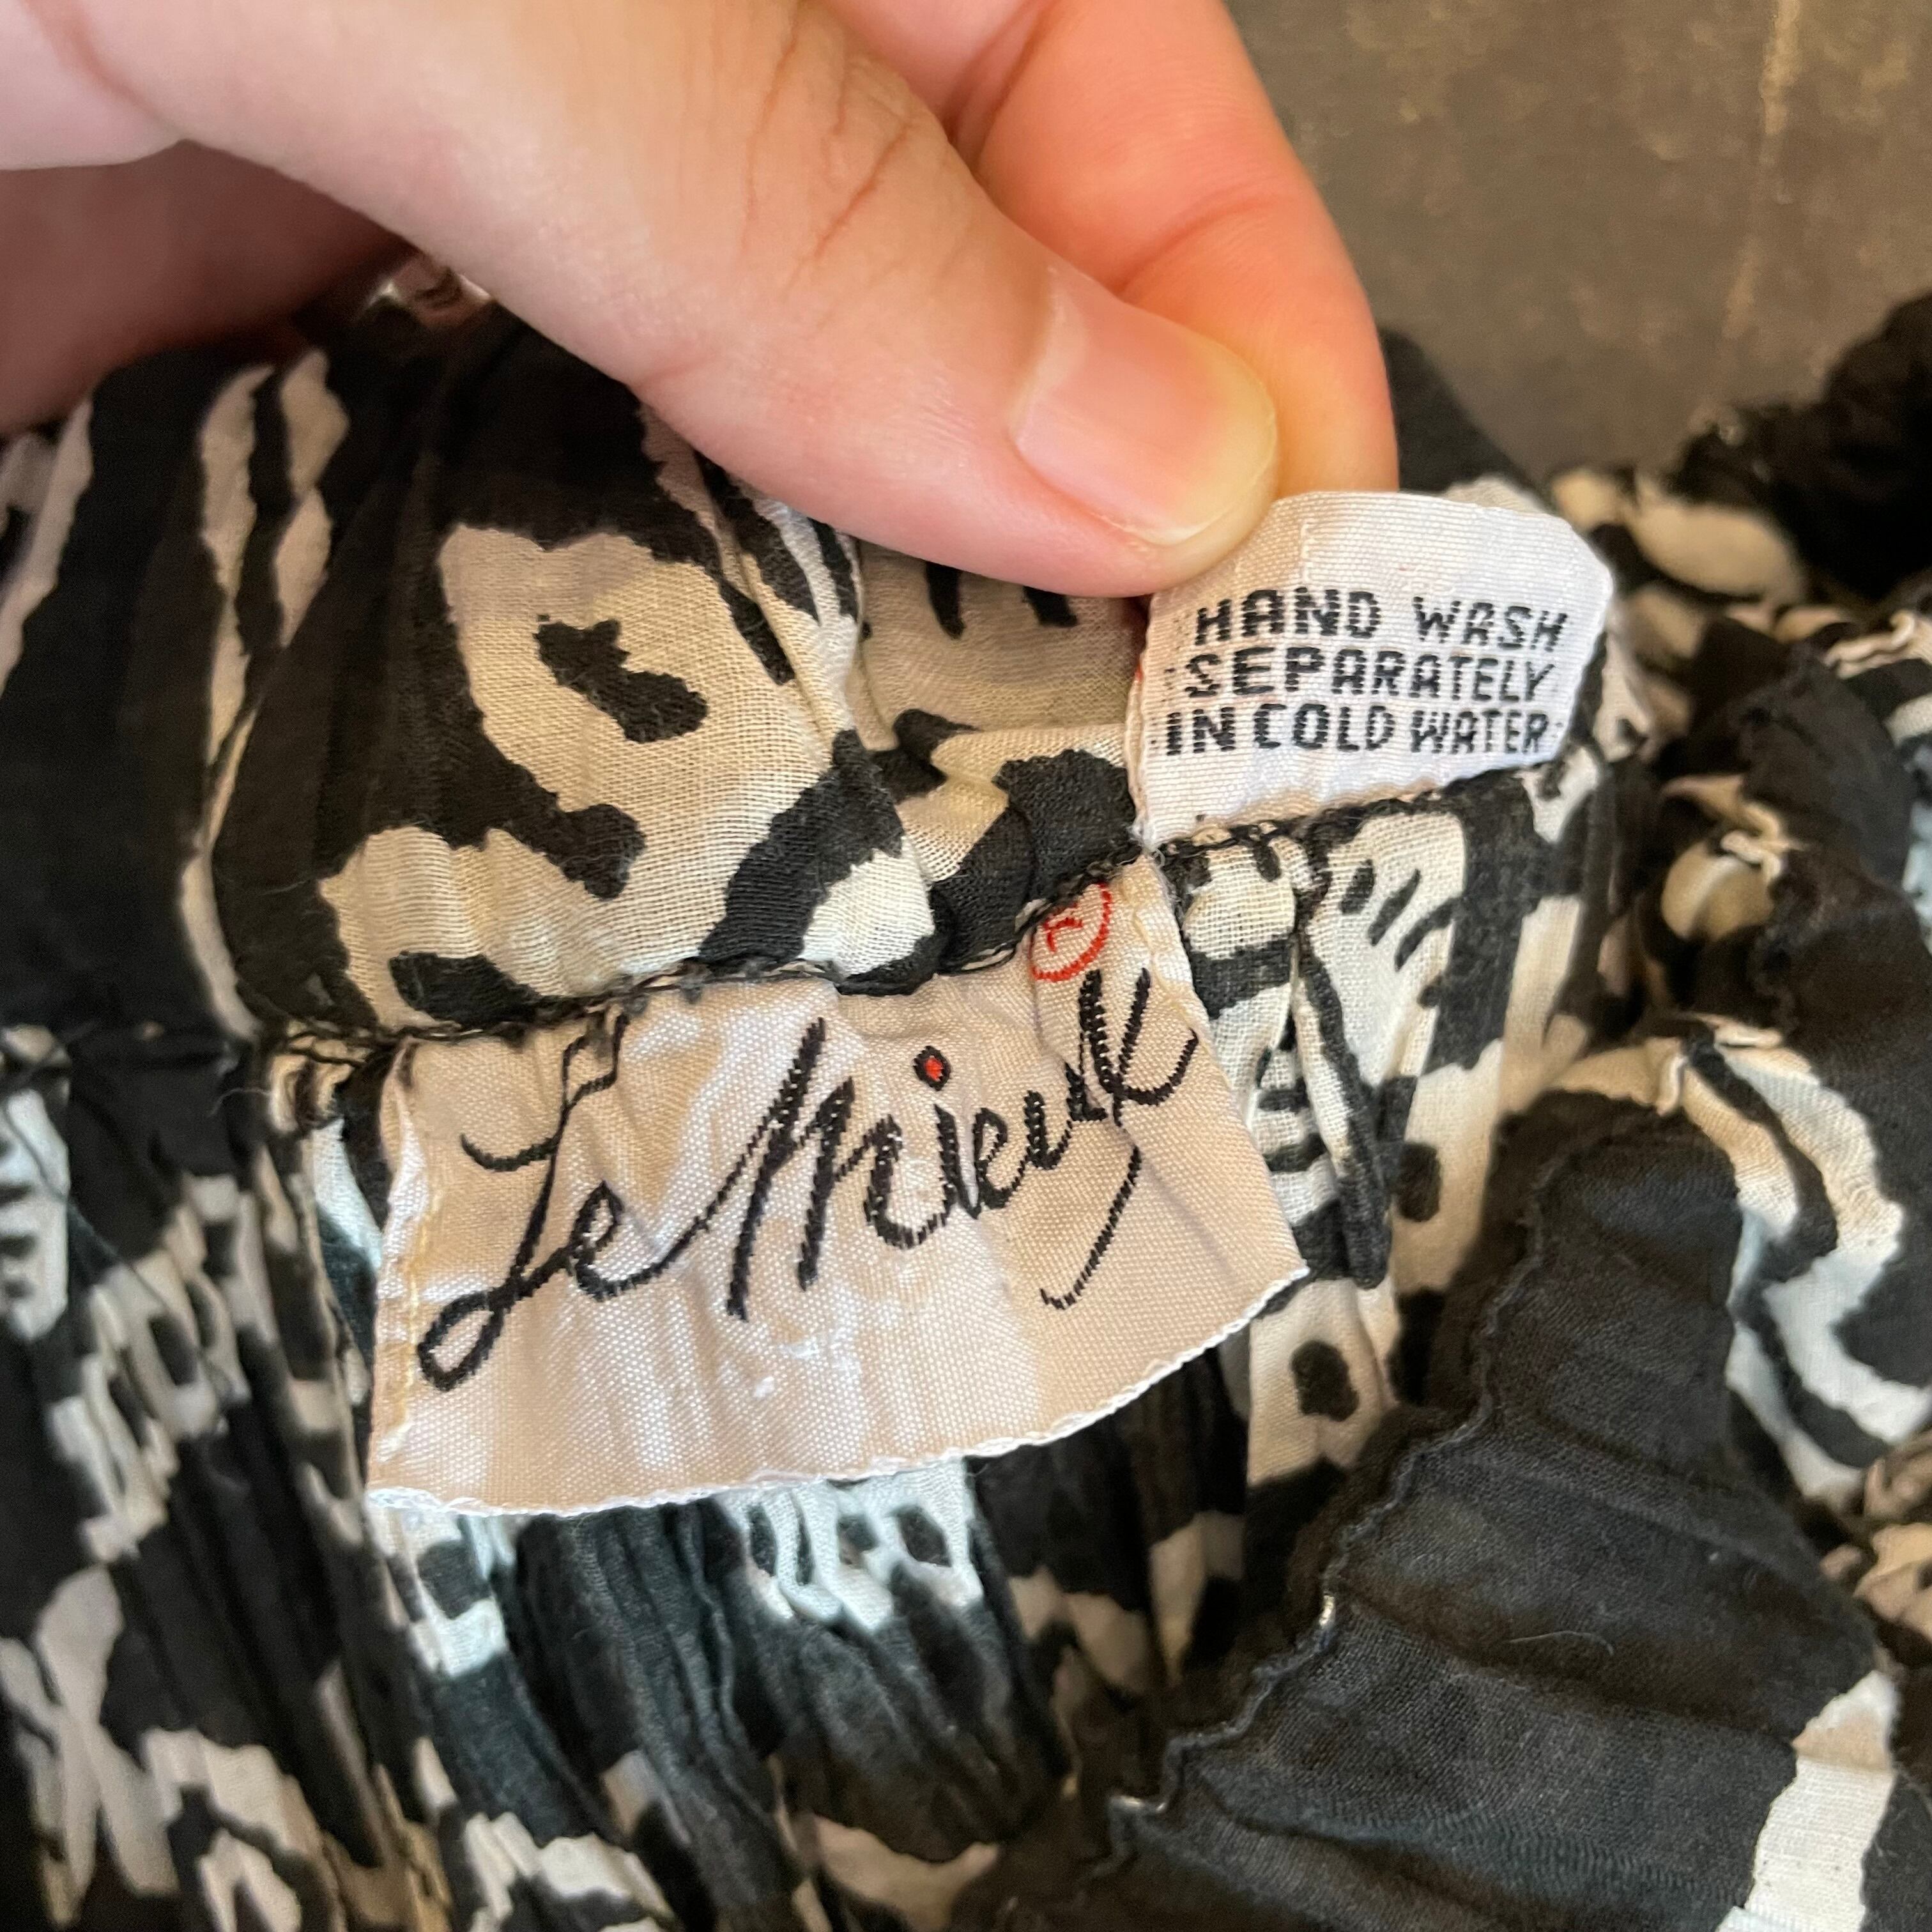 HAND WASH
SEPARATELY
IN COLD WATER
Le Mieux